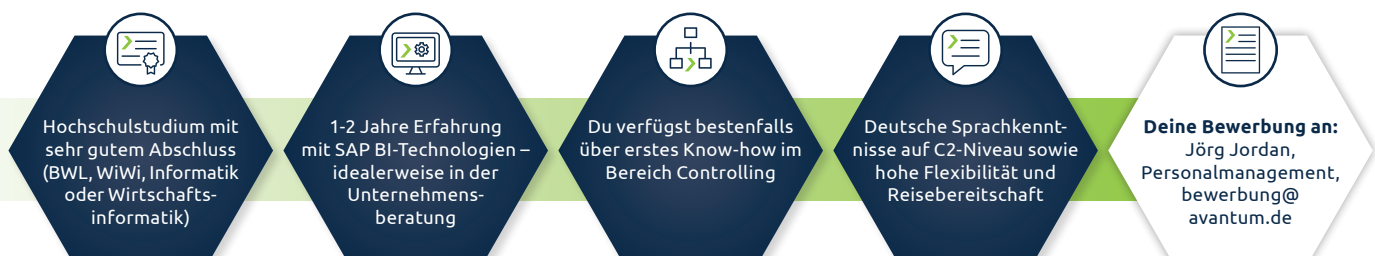 Hochschulstudium mit
sehr gutem Abschluss
(BWL, WiWi, Informatik
oder Wirtschafts-
informatik)
1-2 Jahre Erfahrung
mit SAP BI-Technologien –
idealerweise in der
Unternehmens-
beratung
Du verfügst bestenfalls
über erstes Know-how im
Bereich Controlling
Deutsche Sprachkennt-
nisse auf C2-Niveau sowie
hohe Flexibilität und
Reisebereitschaft
Deine Bewerbung an:
Jörg Jordan,
Personalmanagement,
bewerbung@
avantum.de